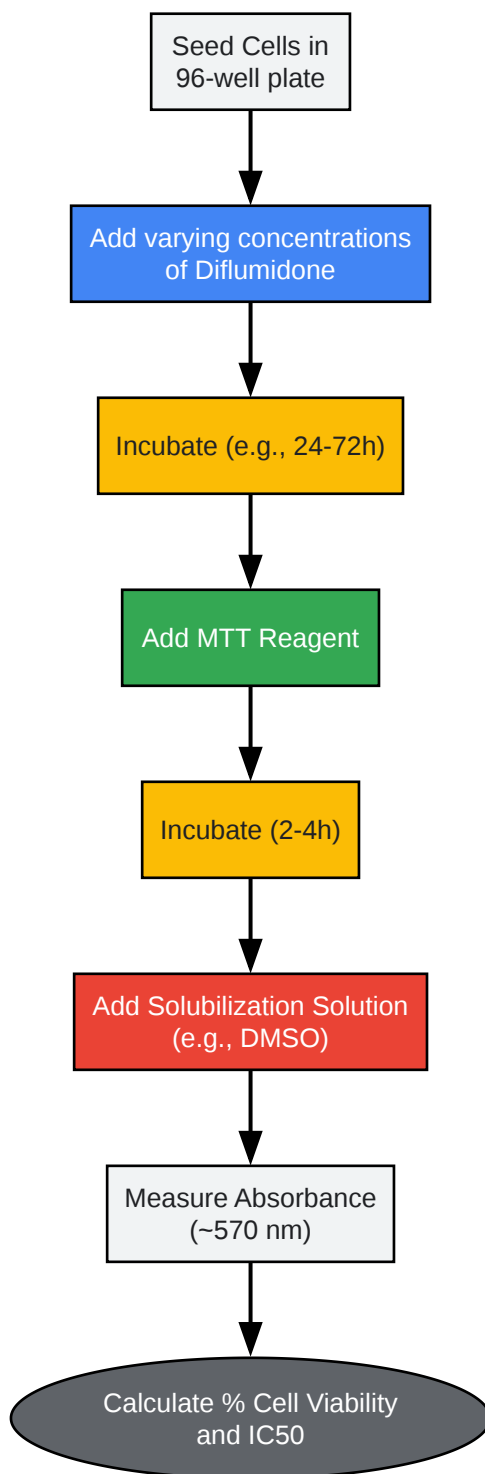 Seed Cells in
96-well plate
Add varying concentrations
of Diflumidone
Incubate (e.g., 24-72h)
Add MTT Reagent
Incubate (2-4h)
Add Solubilization Solution
(e.g., DMSO)
Measure Absorbance
(~570 nm)
Calculate % Cell Viability
and IC50